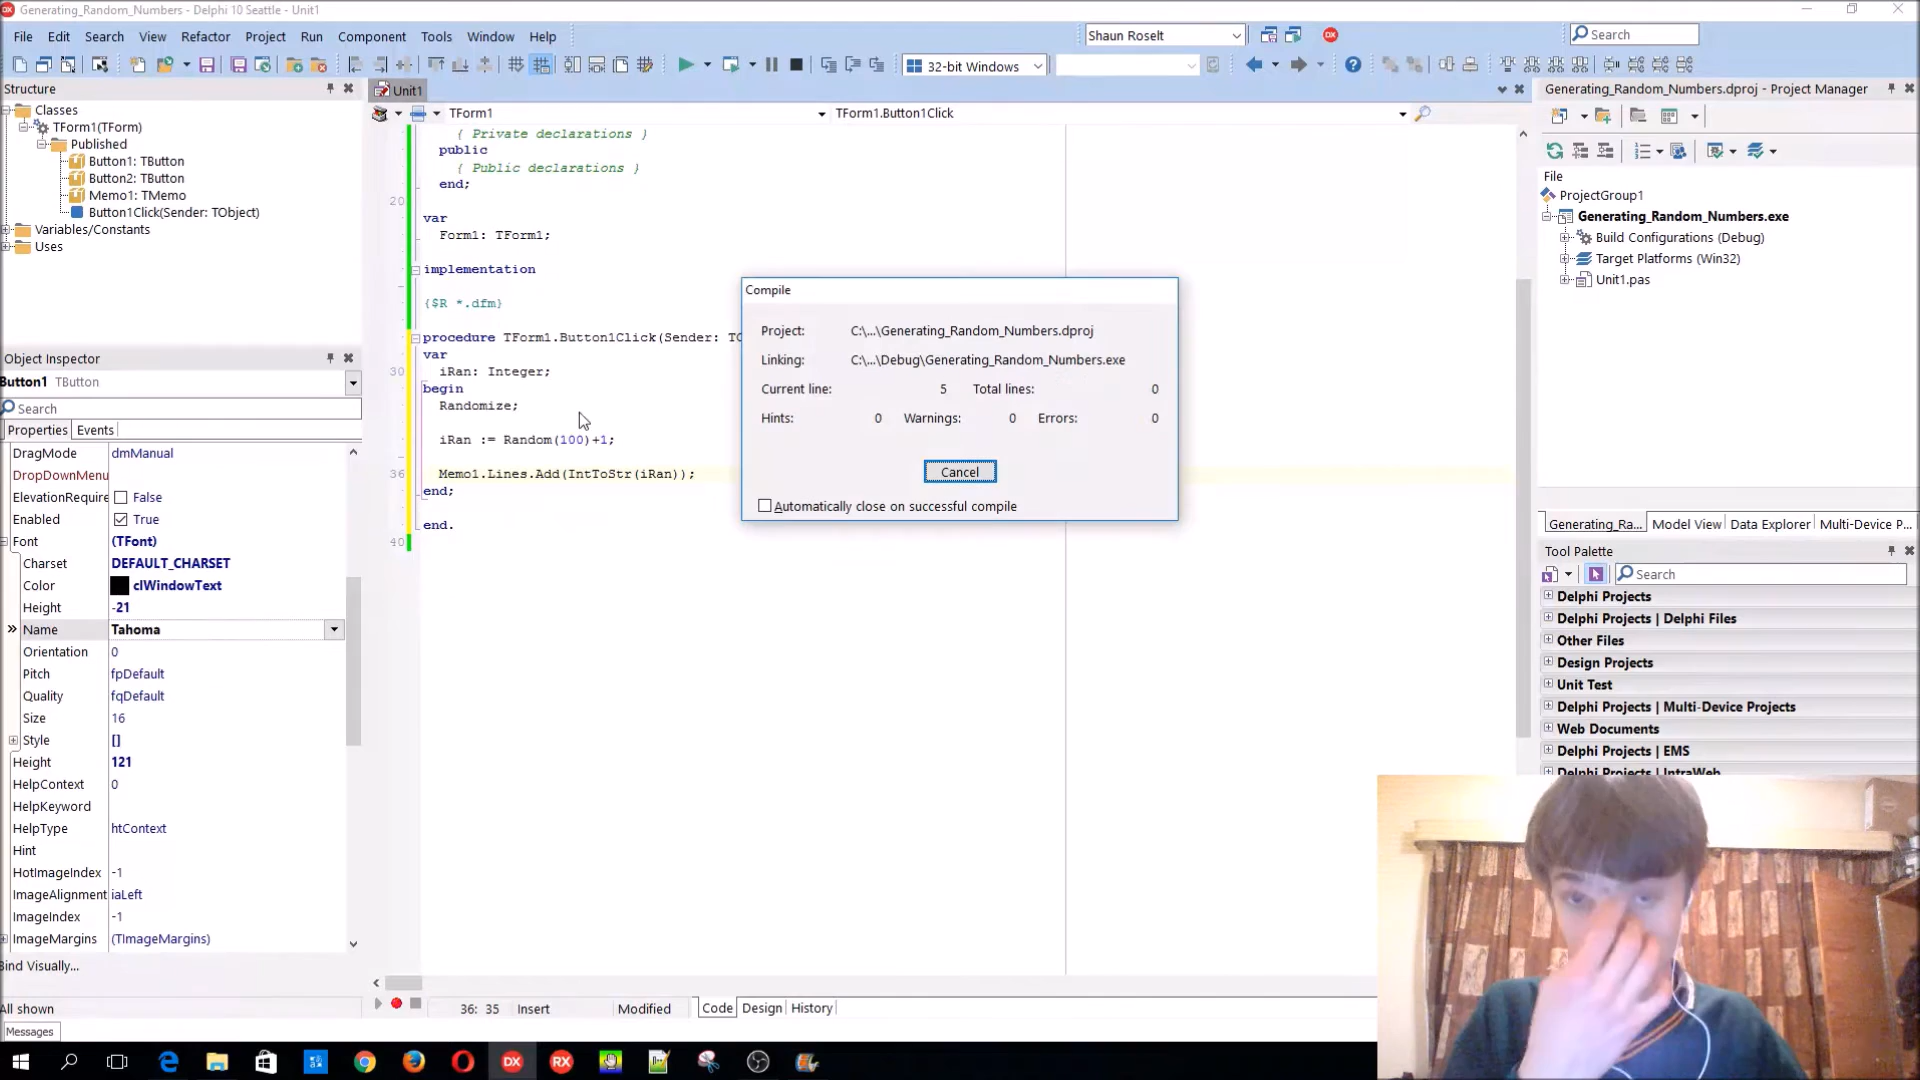 Generating_Random_Numbers - Delphi 10 Seattle - Unit1
File Edit Search View Refactor Project Run Component Tools Window Help
Shaun Roselt
Search
32-bit Windows
Structure
Classes
TForm1(TForm)
Published
Button1: TButton
Button2: TButton
Memo1: TMemo
Button1Click(Sender: TObject)
Variables/Constants
Uses
Object Inspector
Button1 TButton
Search
Properties Events
DragMode dmManual
DropDownMenu
ElevationRequire False
Enabled True
Font (TFont)
Charset DEFAULT_CHARSET
Color clWindowText
Height -21
Name Tahoma
Orientation 0
Pitch fpDefault
Quality fqDefault
Size 16
Style []
Height 121
HelpContext 0
HelpKeyword
HelpType htContext
Hint
HotImageIndex -1
ImageAlignment iaLeft
ImageIndex -1
ImageMargins (TImageMargins)
Bind Visually...
All shown
Messages
Unit1
TForm1 TForm1.Button1Click
{ Private declarations }
public
{ Public declarations }
end;
20
var
Form1: TForm1;
implementation
{$R *.dfm}
procedure TForm1.Button1Click(Sender: TO
var
30 iRan: Integer;
begin
Randomize;
iRan := Random(100)+1;
36 Memo1.Lines.Add(IntToStr(iRan));
end;
end.
40
36: 35 Insert Modified Code Design History
Compile
Project: C:\...\Generating_Random_Numbers.dproj
Linking: C:\...\Debug\Generating_Random_Numbers.exe
Current line: 5 Total lines: 0
Hints: 0 Warnings: 0 Errors: 0
Cancel
Automatically close on successful compile
Generating_Random_Numbers.dproj - Project Manager
File
ProjectGroup1
Generating_Random_Numbers.exe
Build Configurations (Debug)
Target Platforms (Win32)
Unit1.pas
Generating_Ra... Model View Data Explorer Multi-Device P...
Tool Palette
Search
Delphi Projects
Delphi Projects | Delphi Files
Other Files
Design Projects
Unit Test
Delphi Projects | Multi-Device Projects
Web Documents
Delphi Projects | EMS
Delphi Projects | IntraWeb
DX RX